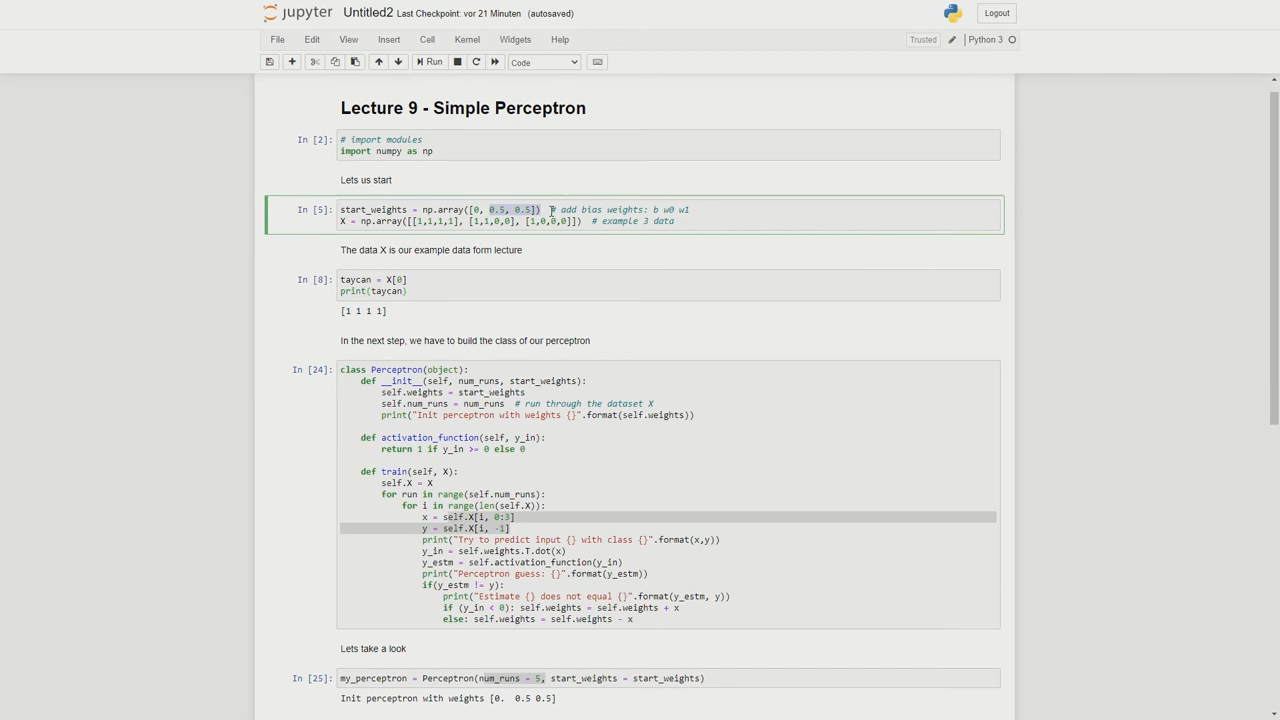 jupyter Untitled2 Last Checkpoint: vor 21 Minuten (autosaved)
Logout
File Edit View Insert Cell Kernel Widgets Help
Trusted Python 3
Run Code
Lecture 9 - Simple Perceptron
In [2]: # import modules
import numpy as np
Lets us start
In [5]: start_weights = np.array([0, 0.5, 0.5]) # add bias weights: b w0 w1
X = np.array([[1,1,1,1], [1,1,0,0], [1,0,0,0]]) # example 3 data
The data X is our example data form lecture
In [8]: taycan = X[0]
print(taycan)
[1 1 1 1]
In the next step, we have to build the class of our perceptron
In [24]: class Perceptron(object):
def __init__(self, num_runs, start_weights):
self.weights = start_weights
self.num_runs = num_runs # run through the dataset X
print("Init perceptron with weights {}".format(self.weights))
def activation_function(self, y_in):
return 1 if y_in >= 0 else 0
def train(self, X):
self.X = X
for run in range(self.num_runs):
for i in range(len(self.X)):
x = self.X[i, 0:3]
y = self.X[i, -1]
print("Try to predict input {} with class {}".format(x,y))
y_in = self.weights.T.dot(x)
y_estm = self.activation_function(y_in)
print("Perceptron guess: {}".format(y_estm))
if(y_estm != y):
print("Estimate {} does not equal {}".format(y_estm, y))
if (y_in < 0): self.weights = self.weights + x
else: self.weights = self.weights - x
Lets take a look
In [25]: my_perceptron = Perceptron(num_runs = 5, start_weights = start_weights)
Init perceptron with weights [0. 0.5 0.5]